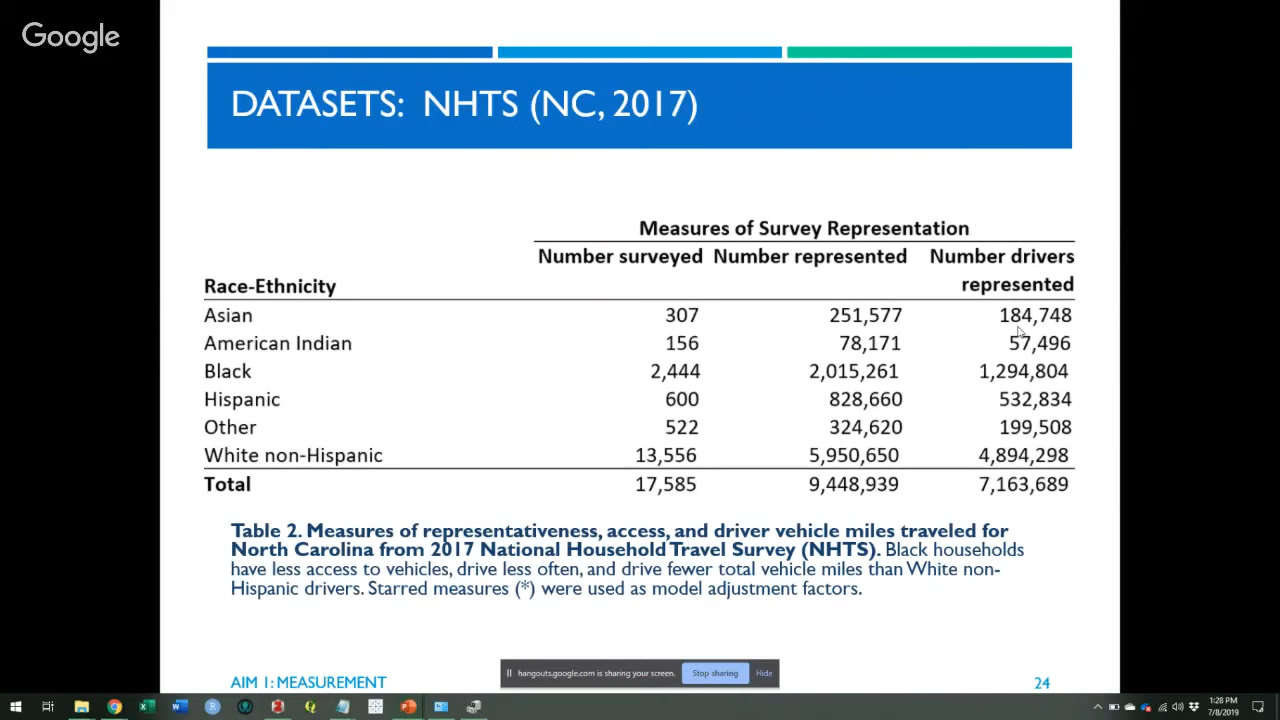 Google
DATASETS: NHTS (NC, 2017)
Measures of Survey Representation
Number surveyed Number represented Number drivers
Race-Ethnicity represented
Asian 307 251,577 184,748
American Indian 156 78,171 57,496
Black 2,444 2,015,261 1,294,804
Hispanic 600 828,660 532,834
Other 522 324,620 199,508
White non-Hispanic 13,556 5,950,650 4,894,298
Total 17,585 9,448,939 7,163,689
Table 2. Measures of representativeness, access, and driver vehicle miles traveled for
North Carolina from 2017 National Household Travel Survey (NHTS). Black households
have less access to vehicles, drive less often, and drive fewer total vehicle miles than White non-
Hispanic drivers. Starred measures (*) were used as model adjustment factors.
hangouts.google.com is sharing your screen. Stop sharing Hide
AIM 1: MEASUREMENT 24
1:28 PM
7/8/2019